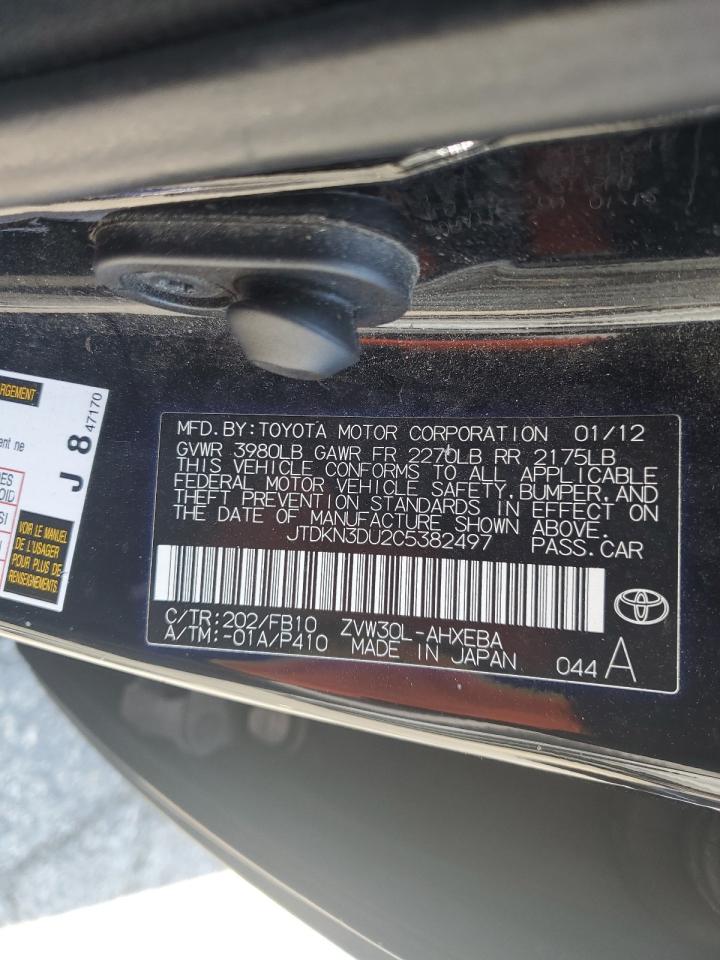 MFD. BY: TOYOTA MOTOR CORPORATION 01/12
GVWR 3980LB GAWR FR 2270LB RR 2175LB
THIS VEHICLE CONFORMS TO ALL APPLICABLE
FEDERAL MOTOR VEHICLE SAFETY, BUMPER, AND
THEFT PREVENTION STANDARDS IN EFFECT ON
THE DATE OF MANUFACTURE SHOWN ABOVE.
JTDKN3DU2C5382497 PASS. CAR
C/TR: 202/FB10 ZVW30L-AHXEBA
A/TM: -01A/P410 MADE IN JAPAN 044 A
J 8 47170
ent ne
VOIR LE MANUEL
DE L'USAGER
POUR PLUS DE
RENSEIGNEMENTS